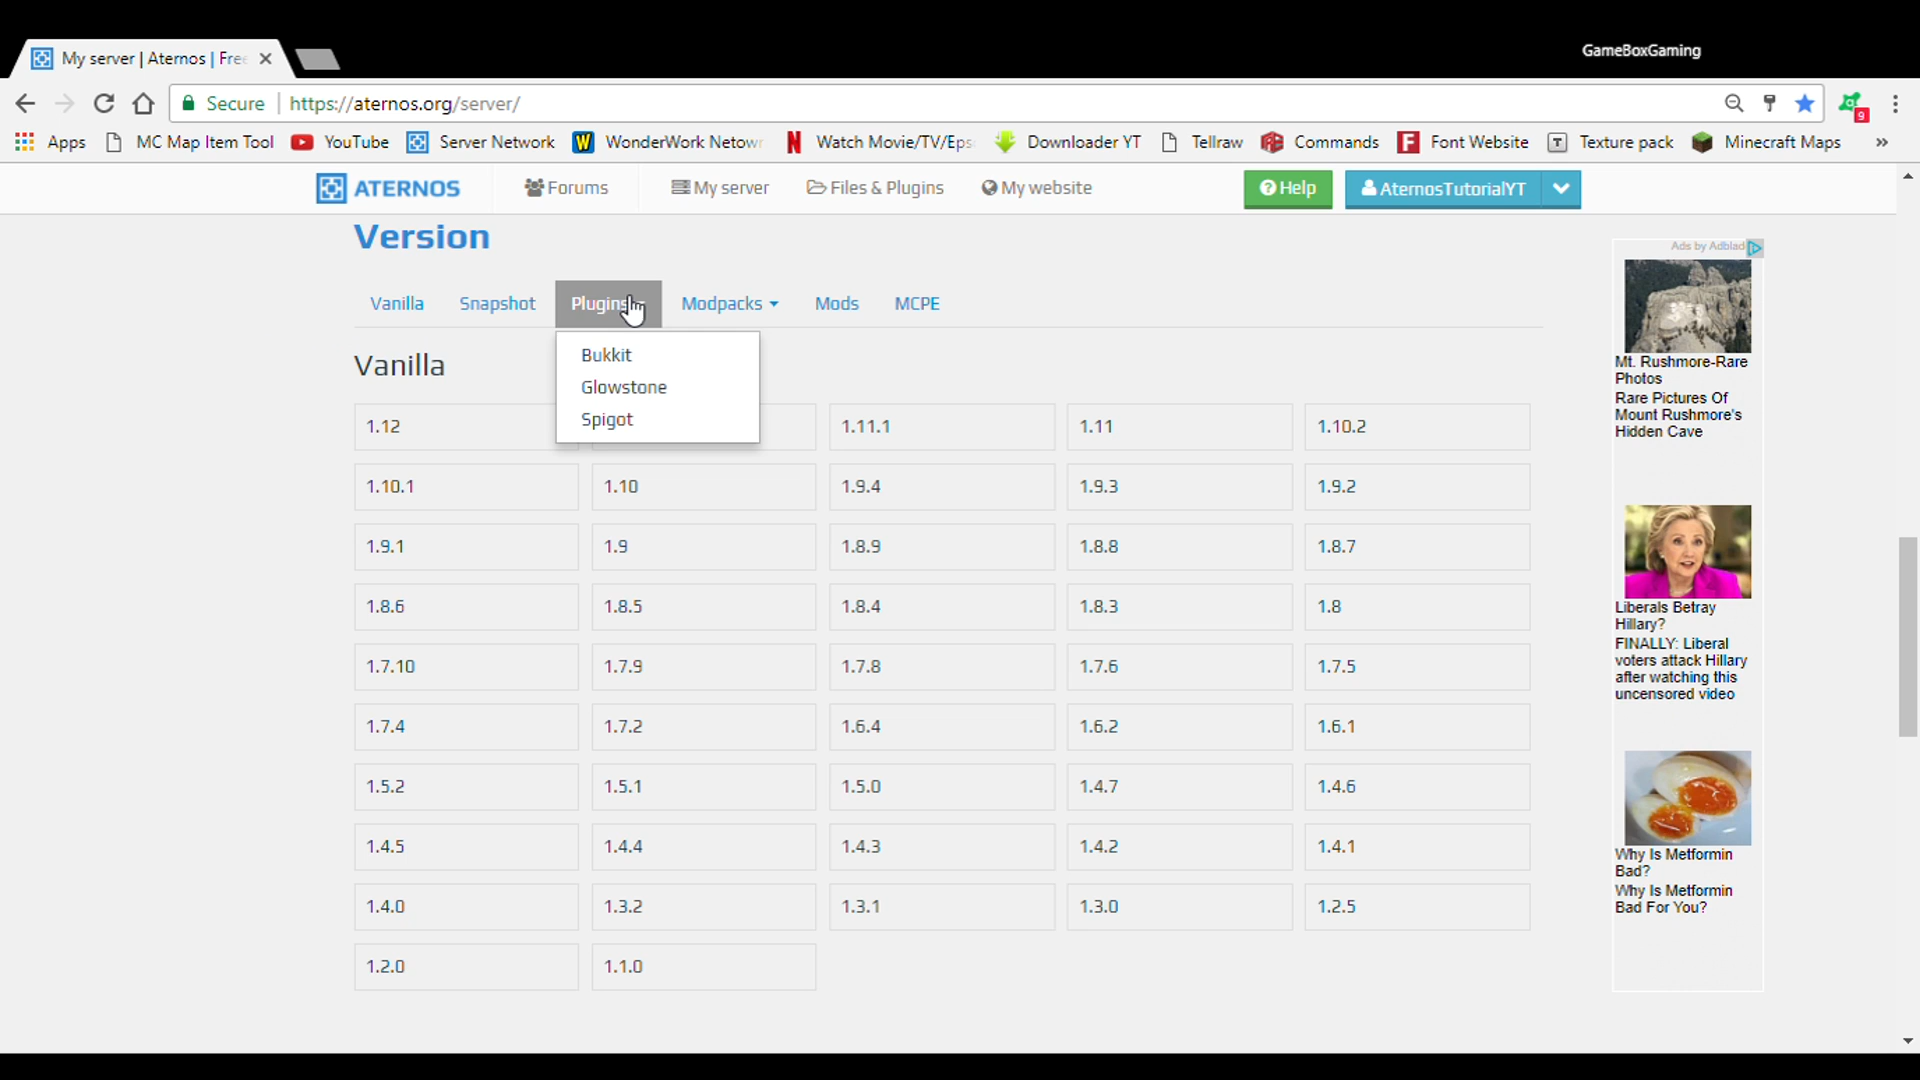 My server | Aternos | Free
GameBoxGaming
Secure https://aternos.org/server/
9
Apps MC Map Item Tool YouTube Server Network WonderWork Netow Watch Movie/TV/Eps Downloader YT Tellraw Commands Font Website Texture pack Minecraft Maps »
ATERNOS Forums My server Files & Plugins My website Help AternosTutorialYT
Version
Ads by Adblad
Vanilla Snapshot Plugins Modpacks Mods MCPE
Bukkit
Glowstone
Spigot
Vanilla
1.12 1.11.1 1.11 1.10.2
1.10.1 1.10 1.9.4 1.9.3 1.9.2
1.9.1 1.9 1.8.9 1.8.8 1.8.7
1.8.6 1.8.5 1.8.4 1.8.3 1.8
1.7.10 1.7.9 1.7.8 1.7.6 1.7.5
1.7.4 1.7.2 1.6.4 1.6.2 1.6.1
1.5.2 1.5.1 1.5.0 1.4.7 1.4.6
1.4.5 1.4.4 1.4.3 1.4.2 1.4.1
1.4.0 1.3.2 1.3.1 1.3.0 1.2.5
1.2.0 1.1.0
Mt. Rushmore-Rare
Photos
Rare Pictures Of
Mount Rushmore's
Hidden Cave
Liberals Betray
Hillary?
FINALLY: Liberal
voters attack Hillary
after watching this
uncensored video
Why Is Metformin
Bad?
Why Is Metformin
Bad For You?